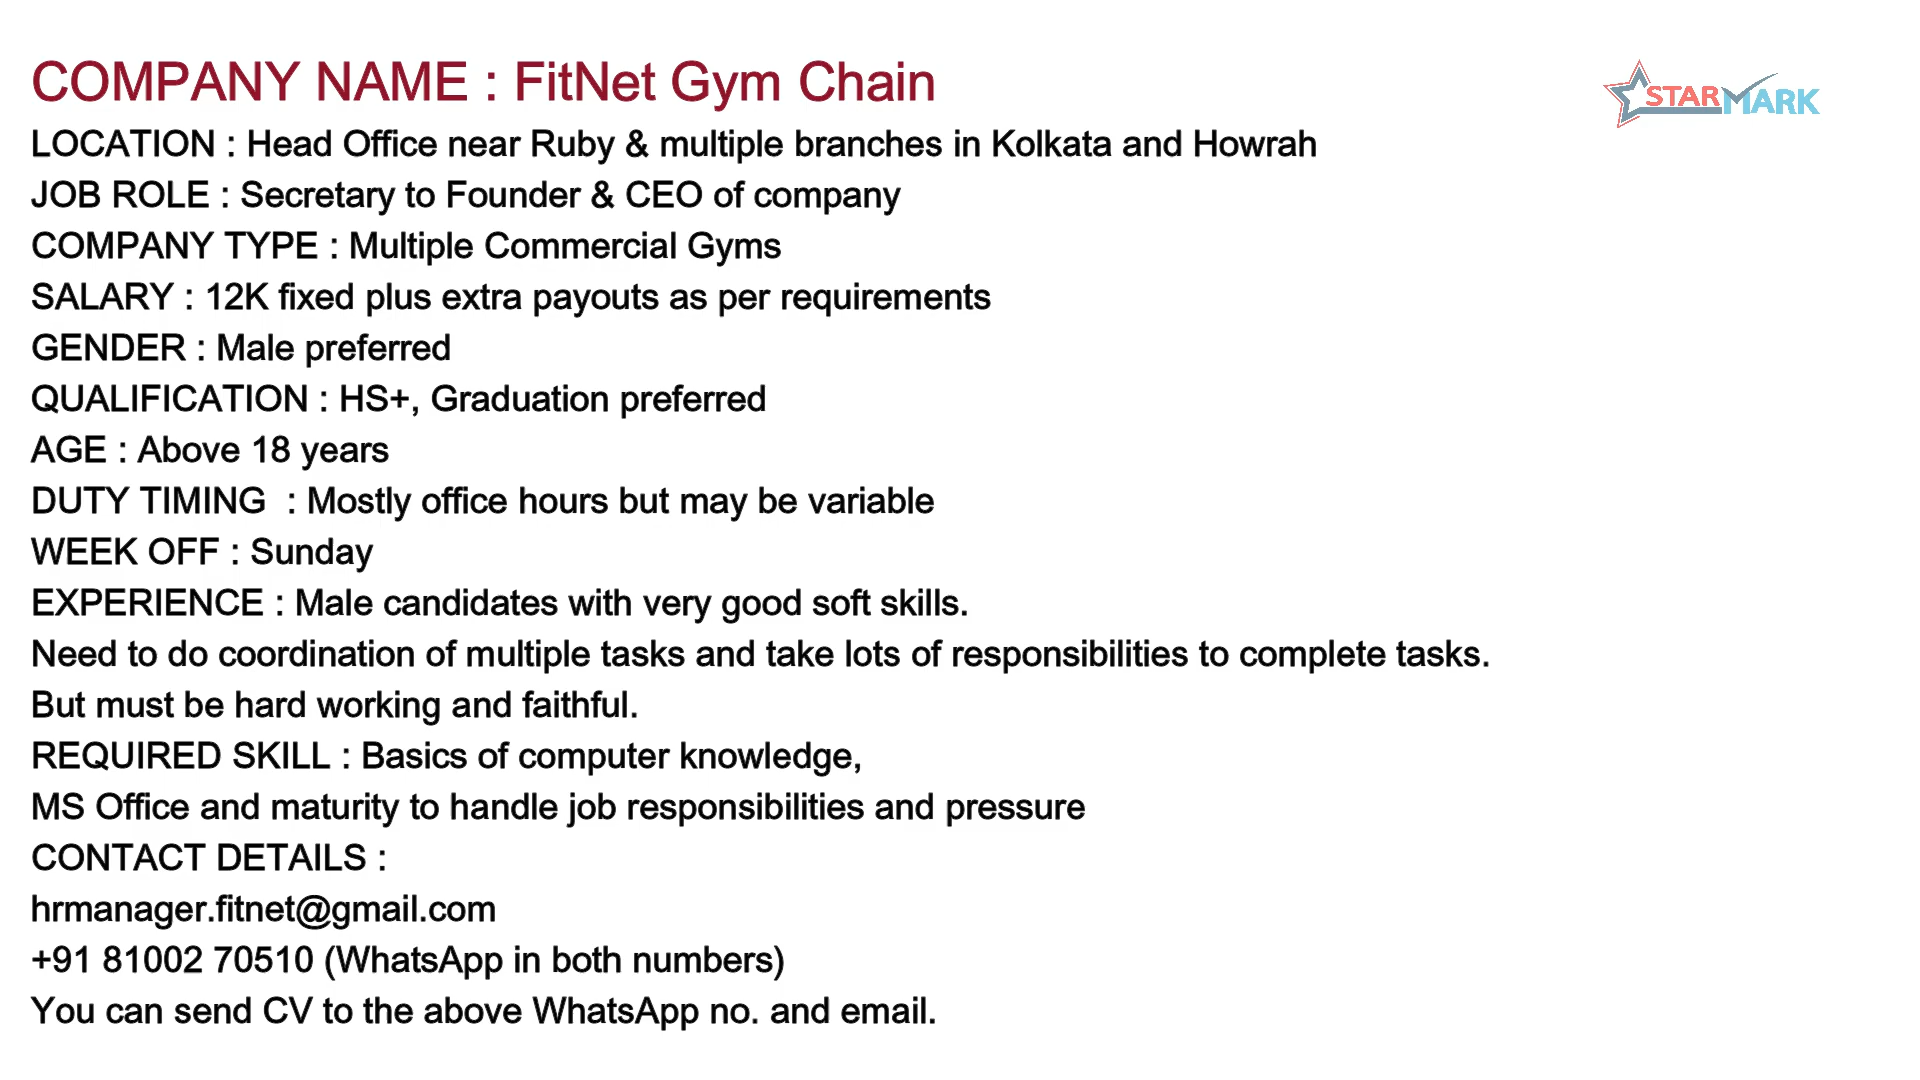 COMPANY NAME : FitNet Gym Chain
STARMARK
LOCATION : Head Office near Ruby & multiple branches in Kolkata and Howrah
JOB ROLE : Secretary to Founder & CEO of company
COMPANY TYPE : Multiple Commercial Gyms
SALARY : 12K fixed plus extra payouts as per requirements
GENDER : Male preferred
QUALIFICATION : HS+, Graduation preferred
AGE : Above 18 years
DUTY TIMING  : Mostly office hours but may be variable
WEEK OFF : Sunday
EXPERIENCE : Male candidates with very good soft skills.
Need to do coordination of multiple tasks and take lots of responsibilities to complete tasks.
But must be hard working and faithful.
REQUIRED SKILL : Basics of computer knowledge,
MS Office and maturity to handle job responsibilities and pressure
CONTACT DETAILS :
hrmanager.fitnet@gmail.com
+91 81002 70510 (WhatsApp in both numbers)
You can send CV to the above WhatsApp no. and email.